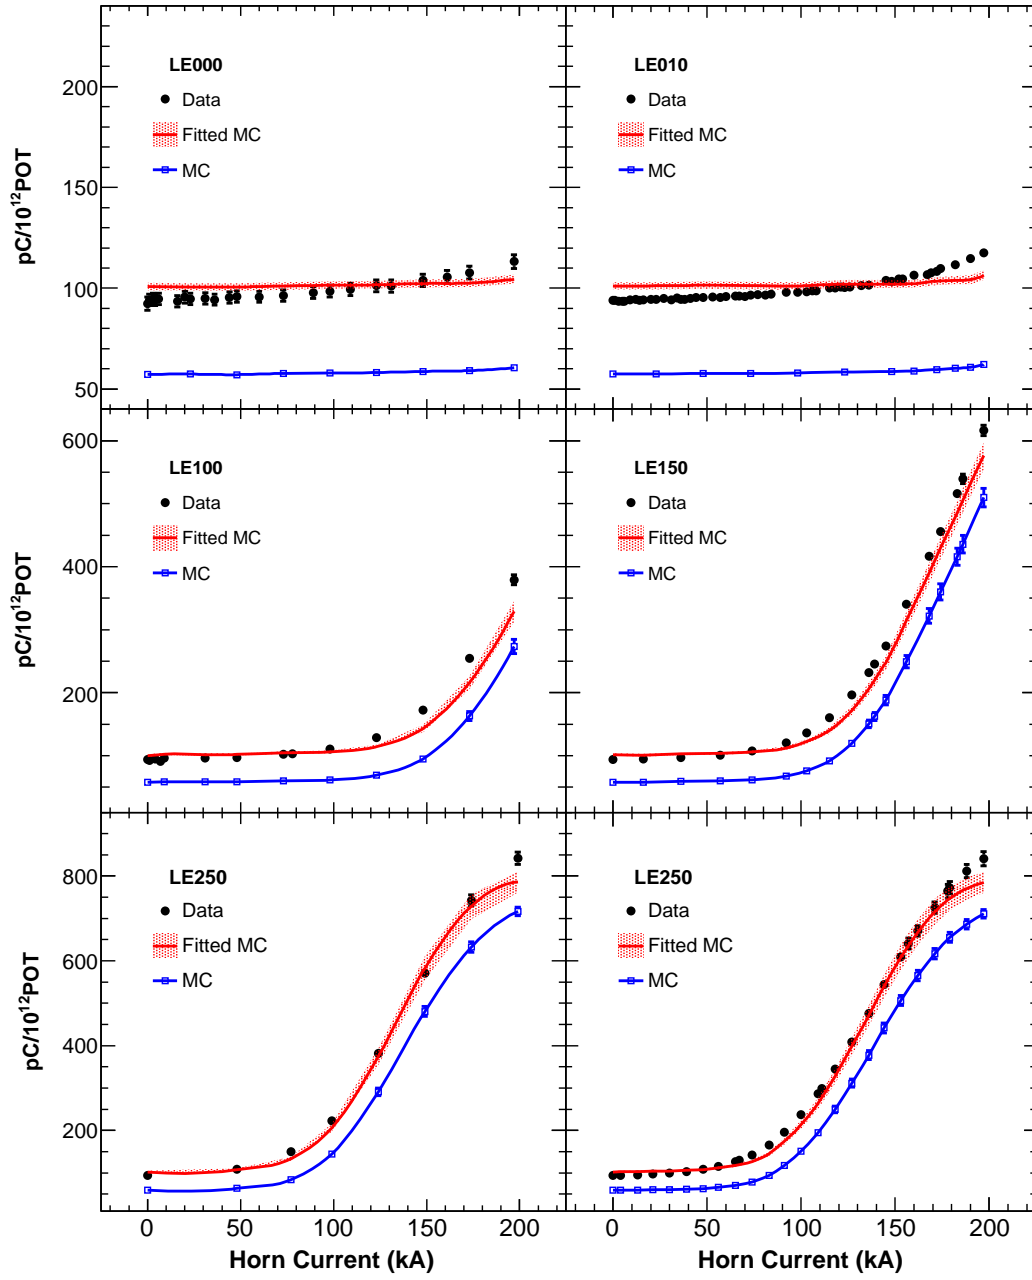 LE000
Data
Fitted MC
MC
pC/10¹²POT
50
100
150
200
LE010
Data
Fitted MC
MC
LE100
Data
Fitted MC
MC
pC/10¹²POT
200
400
600
LE150
Data
Fitted MC
MC
LE250
Data
Fitted MC
MC
pC/10¹²POT
200
400
600
800
0 50 100 150 200
Horn Current (kA)
LE250
Data
Fitted MC
MC
0 50 100 150 200
Horn Current (kA)